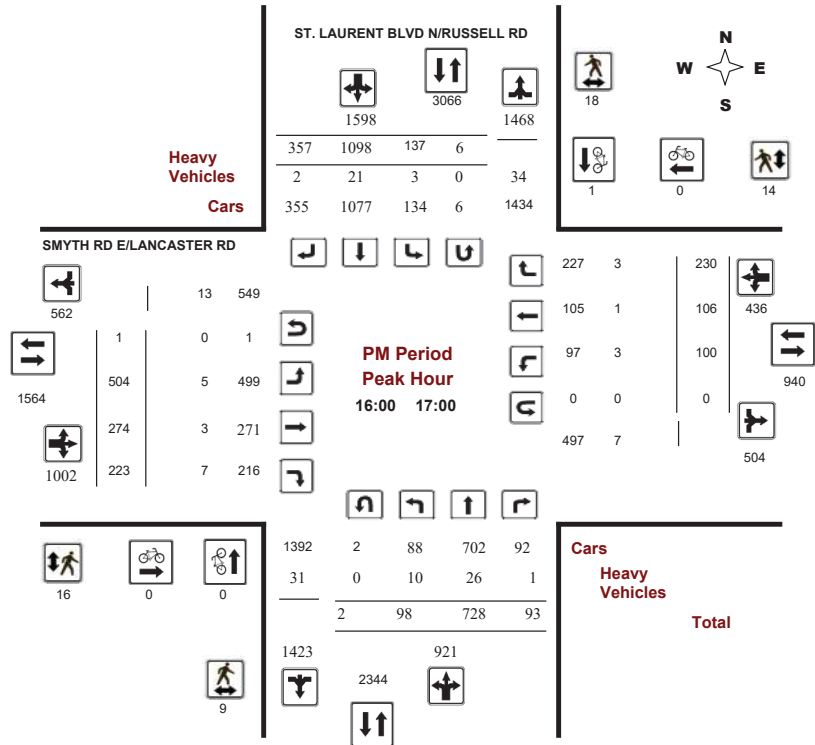 ST. LAURENT BLVD N/RUSSELL RD
N
W E
S
3066
18
1598 1468
357 1098 137 6
Heavy
Vehicles
2 21 3 0 34
1 0 14
Cars
355 1077 134 6 1434
SMYTH RD E/LANCASTER RD
562
13 549
227 3 230
436
1 0 1
105 1 106
1564
504 5 499
PM Period
Peak Hour
16:00 17:00
97 3 100
940
274 3 271
0 0 0
1002
223 7 216
497 7
504
1392 2 88 702 92
Cars
31 0 10 26 1
Heavy
Vehicles
16 0 0
2 98 728 93
Total
1423 921
2344
9